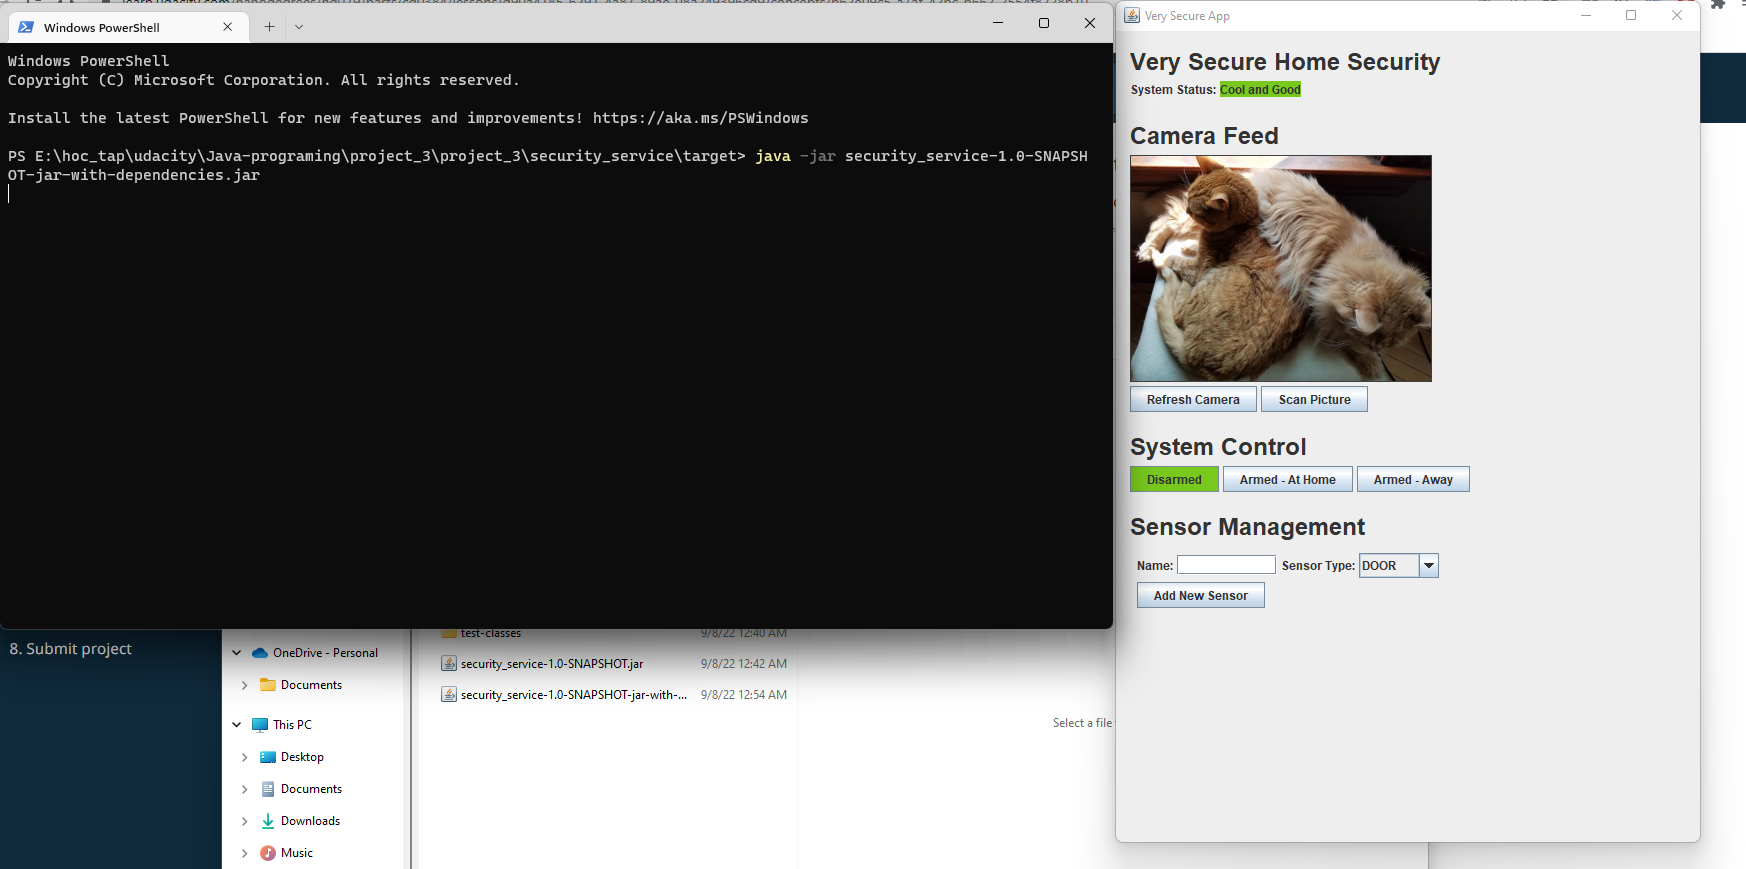 Windows PowerShell
Windows PowerShell
Copyright (C) Microsoft Corporation. All rights reserved.
Install the latest PowerShell for new features and improvements! https://aka.ms/PSWindows
PS E:\hoc_tap\udacity\Java-programing\project_3\project_3\security_service\target> java -jar security_service-1.0-SNAPSH
OT-jar-with-dependencies.jar
8. Submit project
OneDrive - Personal
Documents
This PC
Desktop
Documents
Downloads
Music
test-classes 9/8/22 12:40 AM
security_service-1.0-SNAPSHOT.jar 9/8/22 12:42 AM
security_service-1.0-SNAPSHOT-jar-with-... 9/8/22 12:54 AM
Select a file
Very Secure App
Very Secure Home Security
System Status: Cool and Good
Camera Feed
Refresh Camera Scan Picture
System Control
Disarmed Armed - At Home Armed - Away
Sensor Management
Name: Sensor Type: DOOR
Add New Sensor